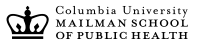 Columbia University
MAILMAN SCHOOL
OF PUBLIC HEALTH